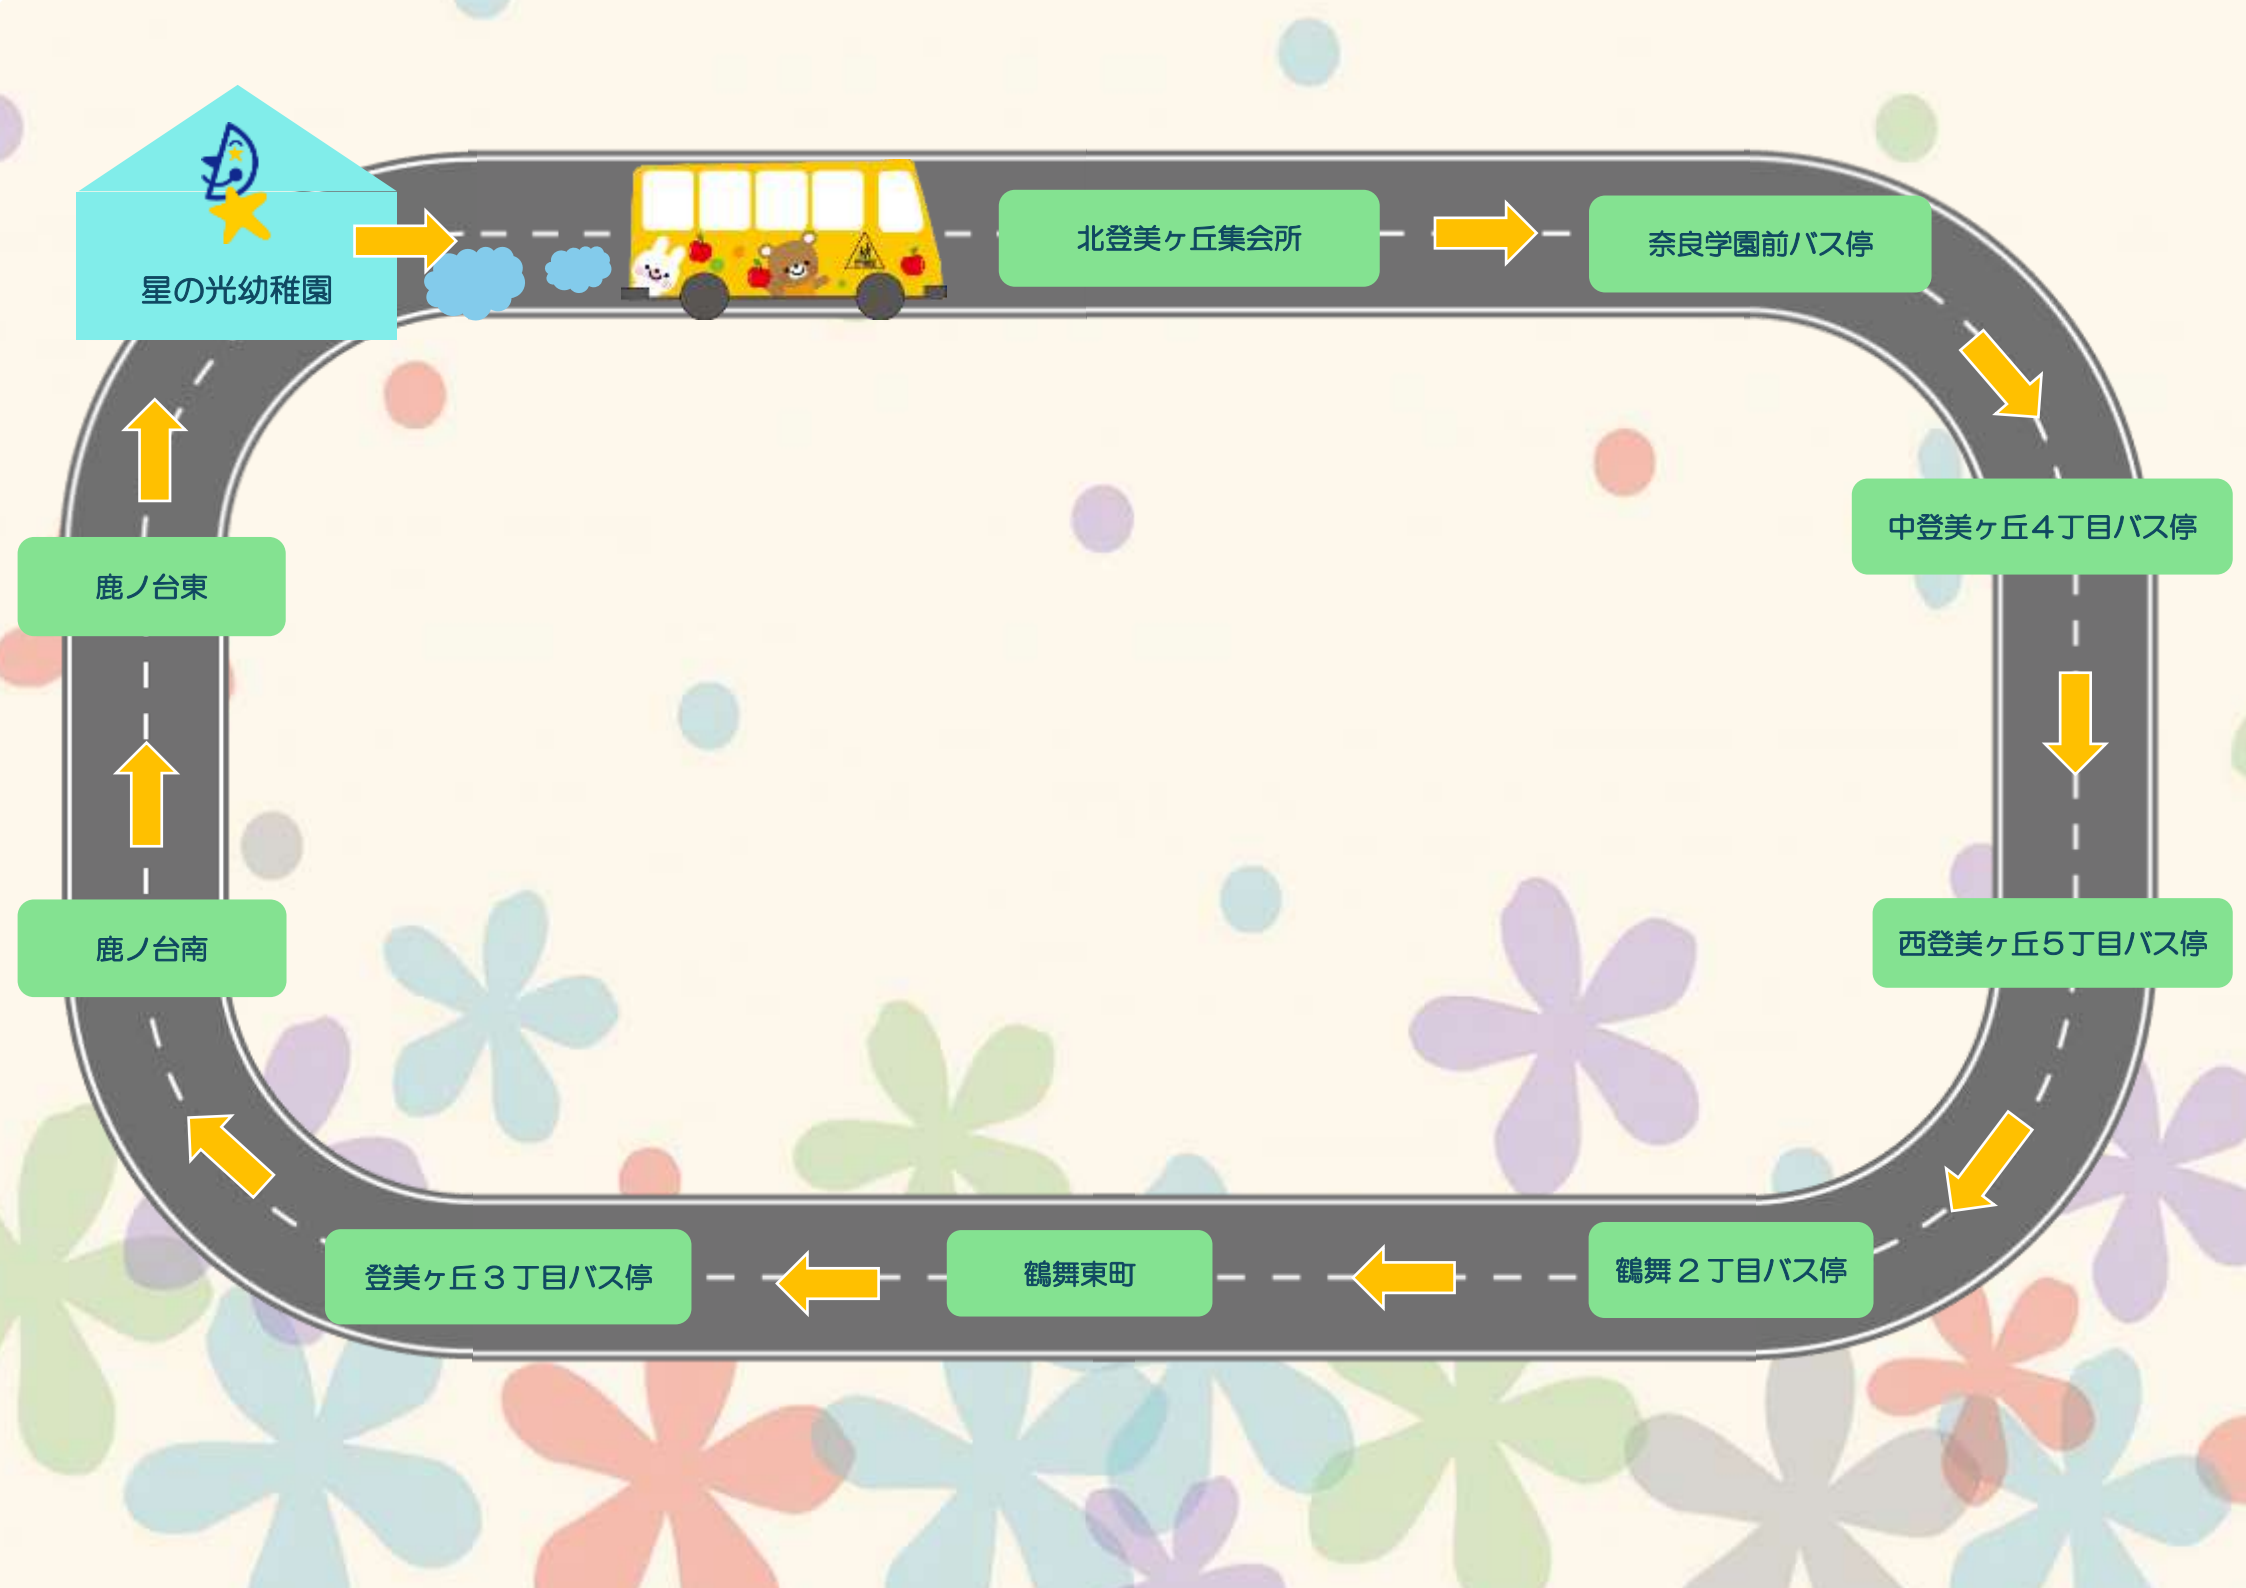 星の光幼稚園
北登美ヶ丘集会所
奈良学園前バス停
中登美ヶ丘4丁目バス停
西登美ヶ丘5丁目バス停
鶴舞2丁目バス停
鶴舞東町
登美ヶ丘3丁目バス停
鹿ノ台南
鹿ノ台東